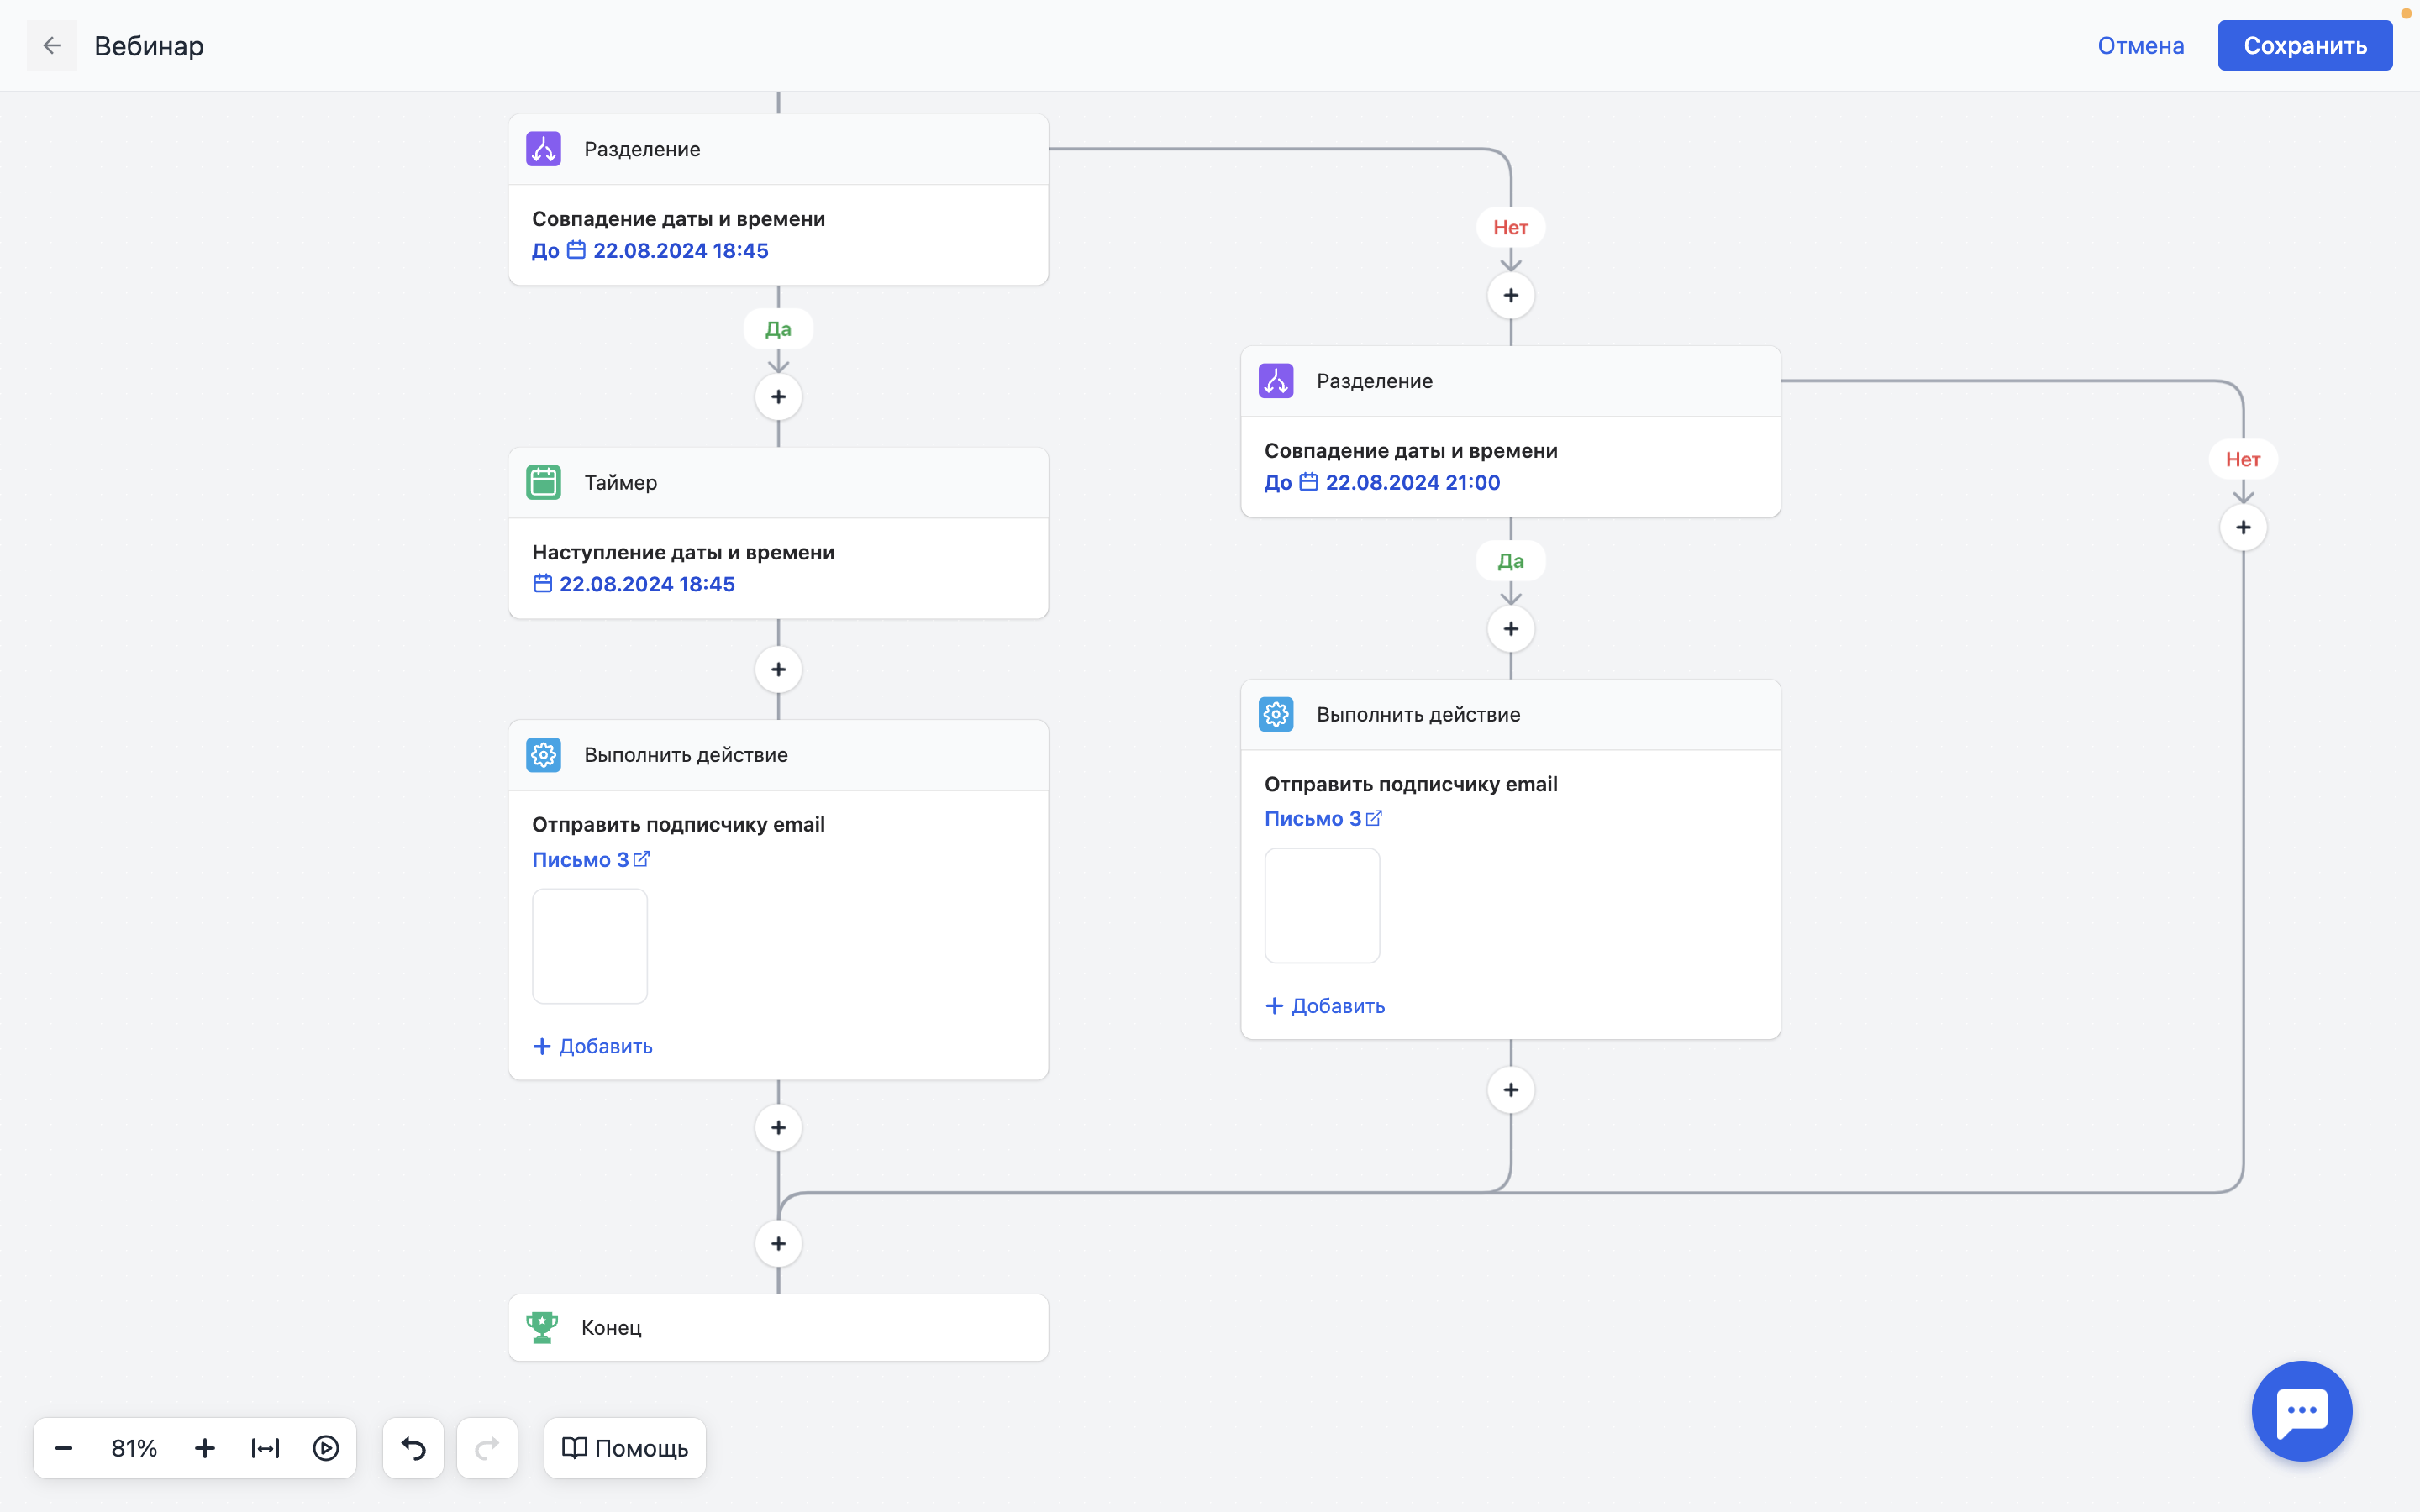 Вебинар
Отмена
Сохранить
Разделение
Совпадение даты и времени
До 22.08.2024 18:45
Да
Таймер
Наступление даты и времени
22.08.2024 18:45
Выполнить действие
Отправить подписчику email
Письмо 3
+ Добавить
Конец
Нет
Разделение
Совпадение даты и времени
До 22.08.2024 21:00
Да
Выполнить действие
Отправить подписчику email
Письмо 3
+ Добавить
Нет
81%
Помощь